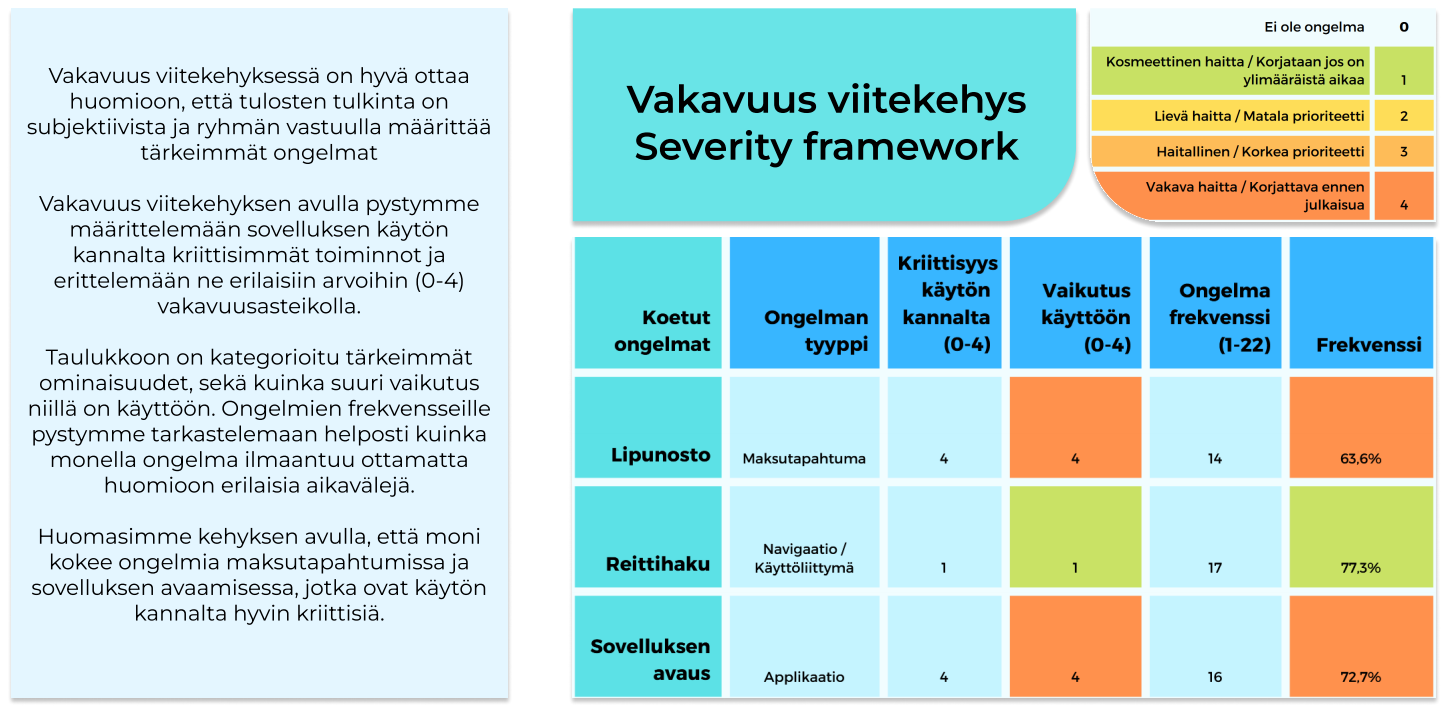 Vakavuus viitekehyksessä on hyvä ottaa
huomioon, että tulosten tulkinta on
subjektiivista ja ryhmän vastuulla määrittää
tärkeimmät ongelmat
Vakavuus viitekehyksen avulla pystymme
määrittelemään sovelluksen käytön
kannalta kriittisimmät toiminnot ja
erittelemään ne erilaisiin arvoihin (0-4)
vakavuusasteikolla.
Taulukkoon on kategorioitu tärkeimmät
ominaisuudet, sekä kuinka suuri vaikutus
niillä on käyttöön. Ongelmien frekvensseille
pystymme tarkastelemaan helposti kuinka
monella ongelma ilmaantuu ottamatta
huomioon erilaisia aikavälejä.
Huomasimme kehyksen avulla, että moni
kokee ongelmia maksutapahtumissa ja
sovelluksen avaamisessa, jotka ovat käytön
kannalta hyvin kriittisiä.
Vakavuus viitekehys
Severity framework
Ei ole ongelma 0
Kosmeettinen haitta / Korjataan jos on
ylimääräistä aikaa 1
Lievä haitta / Matala prioriteetti 2
Haitallinen / Korkea prioriteetti 3
Vakava haitta / Korjattava ennen
julkaisua 4
Koetut
ongelmat
Ongelman
tyyppi
Kriittisyys
käytön
kannalta
(0-4)
Vaikutus
käyttöön
(0-4)
Ongelma
frekvenssi
(1-22)
Frekvenssi
Lipunosto Maksutapahtuma 4 4 14 63,6%
Reittihaku
Navigaatio /
Käyttöliittymä
1 1 17 77,3%
Sovelluksen
avaus
Applikaatio 4 4 16 72,7%